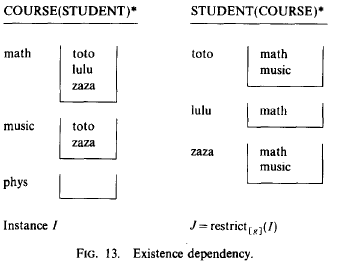 COURSE(STUDENT)*
math
toto
lulu
zaza
music
toto
zaza
phys
Instance I
STUDENT(COURSE)*
toto
math
music
lulu
math
zaza
math
music
J = restrict[g](I)
FIG. 13. Existence dependency.